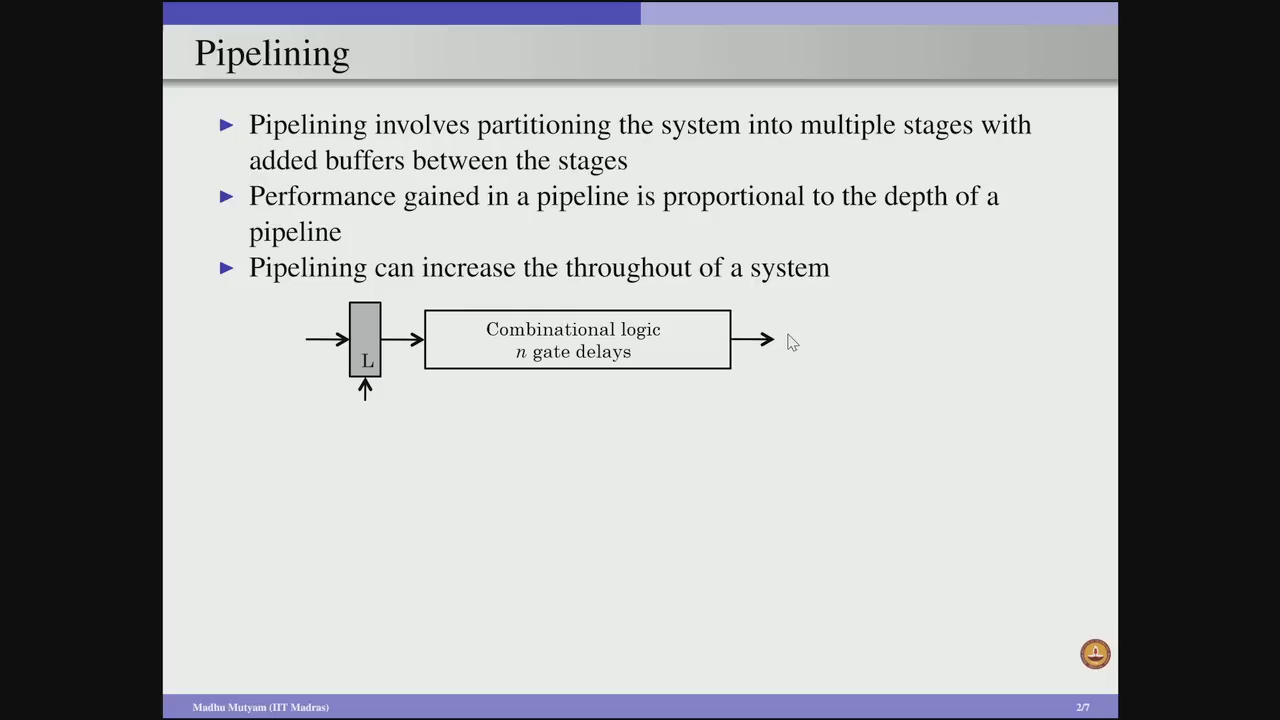 Pipelining
Pipelining involves partitioning the system into multiple stages with
added buffers between the stages
Performance gained in a pipeline is proportional to the depth of a
pipeline
Pipelining can increase the throughout of a system
L
Combinational logic
n gate delays
Madhu Mutyam (IIT Madras)
2/7